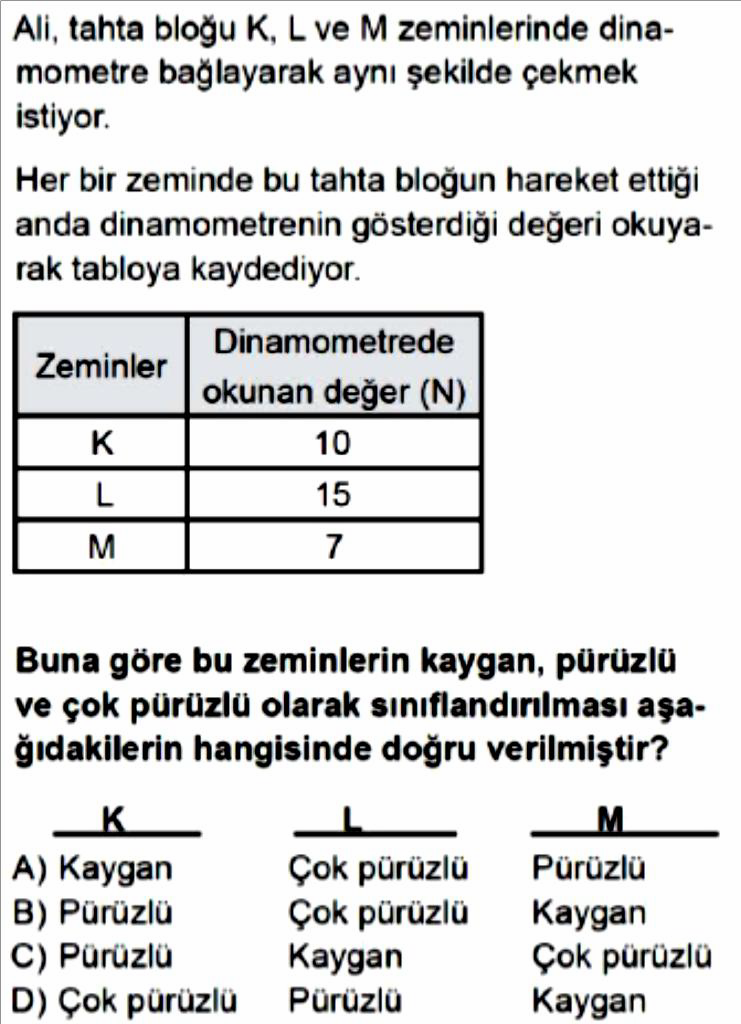 Ali, tahta bloğu K, L ve M zeminlerinde dina-
mometre bağlayarak aynı şekilde çekmek
istiyor.
Her bir zeminde bu tahta bloğun hareket ettiği
anda dinamometrenin gösterdiği değeri okuya-
rak tabloya kaydediyor.
Zeminler Dinamometrede okunan değer (N)
K 10
L 15
M 7
Buna göre bu zeminlerin kaygan, pürüzlü
ve çok pürüzlü olarak sınıflandırılması aşa-
ğıdakilerin hangisinde doğru verilmiştir?
K L M
A) Kaygan Çok pürüzlü Pürüzlü
B) Pürüzlü Çok pürüzlü Kaygan
C) Pürüzlü Kaygan Çok pürüzlü
D) Çok pürüzlü Pürüzlü Kaygan